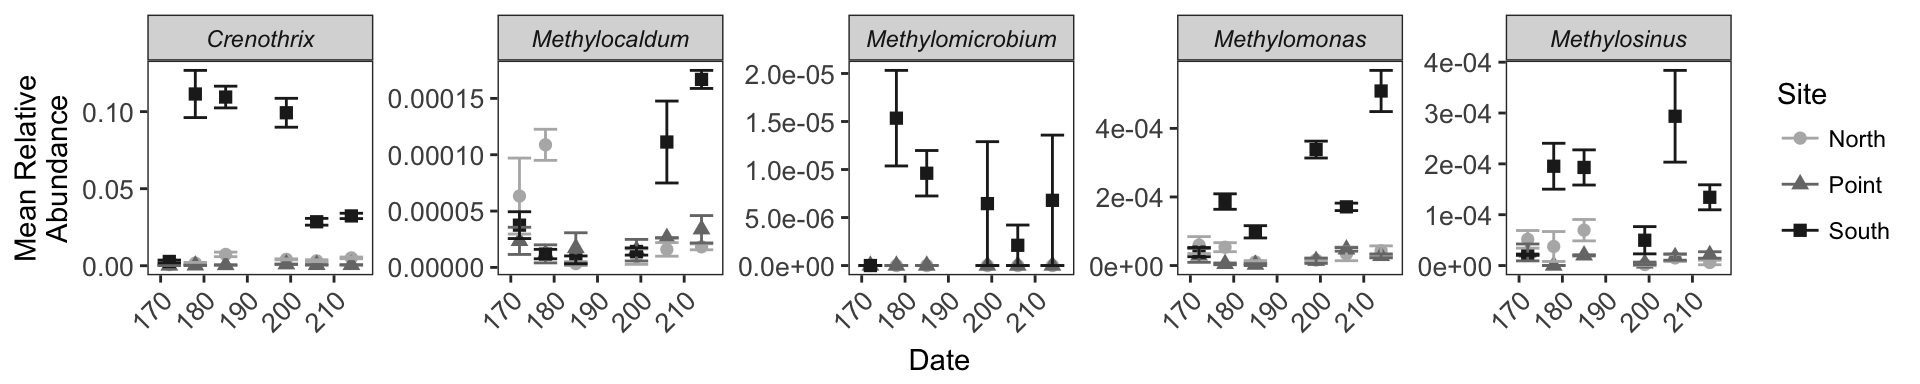 Crenothrix
Methylocaldum
Methylomicrobium
Methylomonas
Methylosinus
Mean Relative
Abundance
0.10
0.05
0.00
0.00015
0.00010
0.00005
0.00000
2.0e-05
1.5e-05
1.0e-05
5.0e-06
0.0e+00
4e-04
2e-04
0e+00
4e-04
3e-04
2e-04
1e-04
0e+00
170 180 190 200 210
170 180 190 200 210
170 180 190 200 210
170 180 190 200 210
170 180 190 200 210
Date
Site
North
Point
South